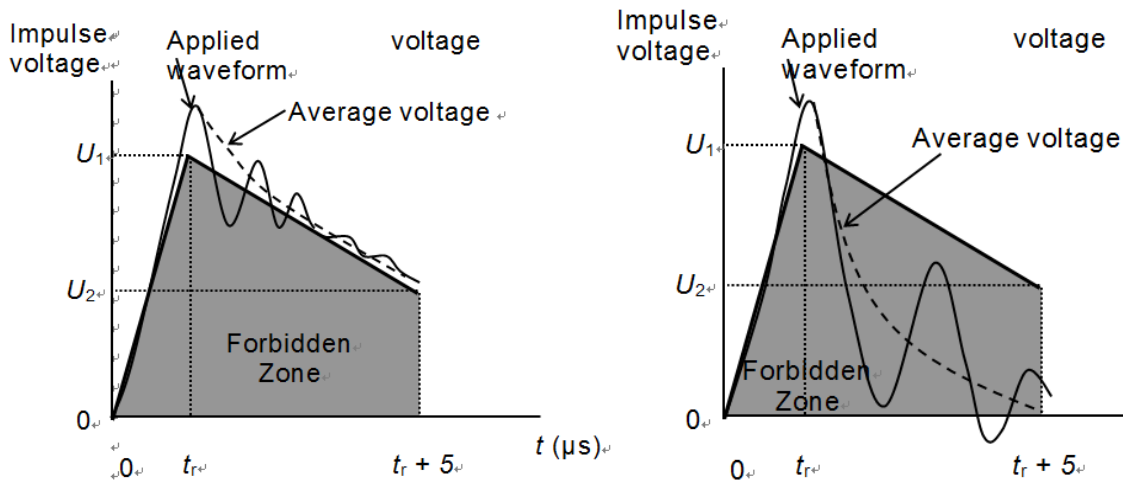 Impulse
voltage
Applied voltage
waveform
Average voltage
U1
U2
Forbidden
Zone
0
t (μs)
0 tr tr + 5
Impulse
voltage
Applied voltage
waveform
Average voltage
U1
U2
Forbidden
Zone
0
0 tr tr + 5